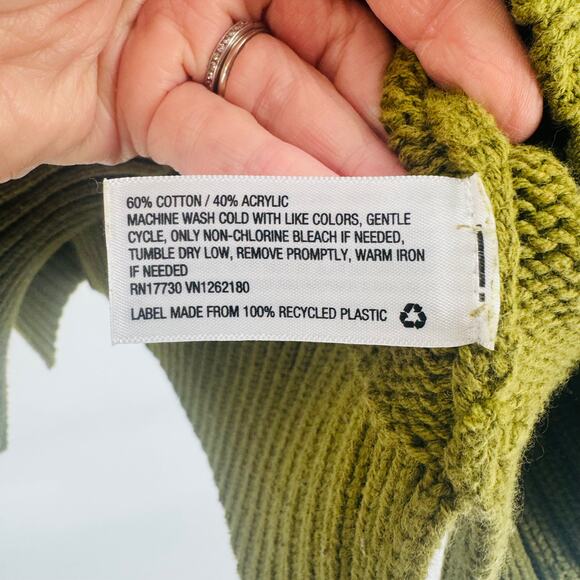 60% COTTON / 40% ACRYLIC
MACHINE WASH COLD WITH LIKE COLORS, GENTLE
CYCLE, ONLY NON-CHLORINE BLEACH IF NEEDED,
TUMBLE DRY LOW, REMOVE PROMPTLY, WARM IRON
IF NEEDED
RN17730 VN1262180
LABEL MADE FROM 100% RECYCLED PLASTIC